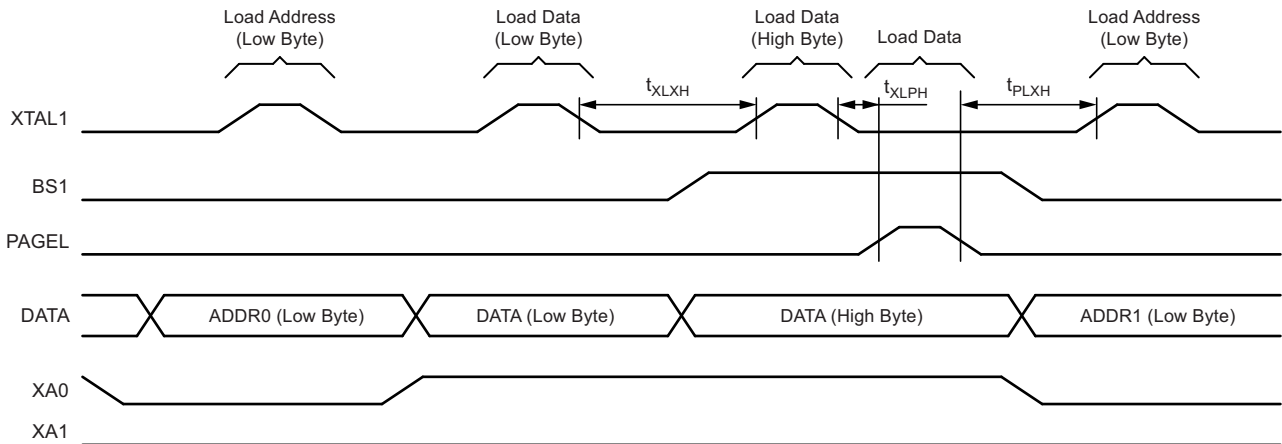 Load Address
(Low Byte)
Load Data
(Low Byte)
Load Data
(High Byte)
Load Data
Load Address
(Low Byte)
tXLXH
tXLPH
tPLXH
XTAL1
BS1
PAGEL
DATA
ADDR0 (Low Byte)
DATA (Low Byte)
DATA (High Byte)
ADDR1 (Low Byte)
XA0
XA1